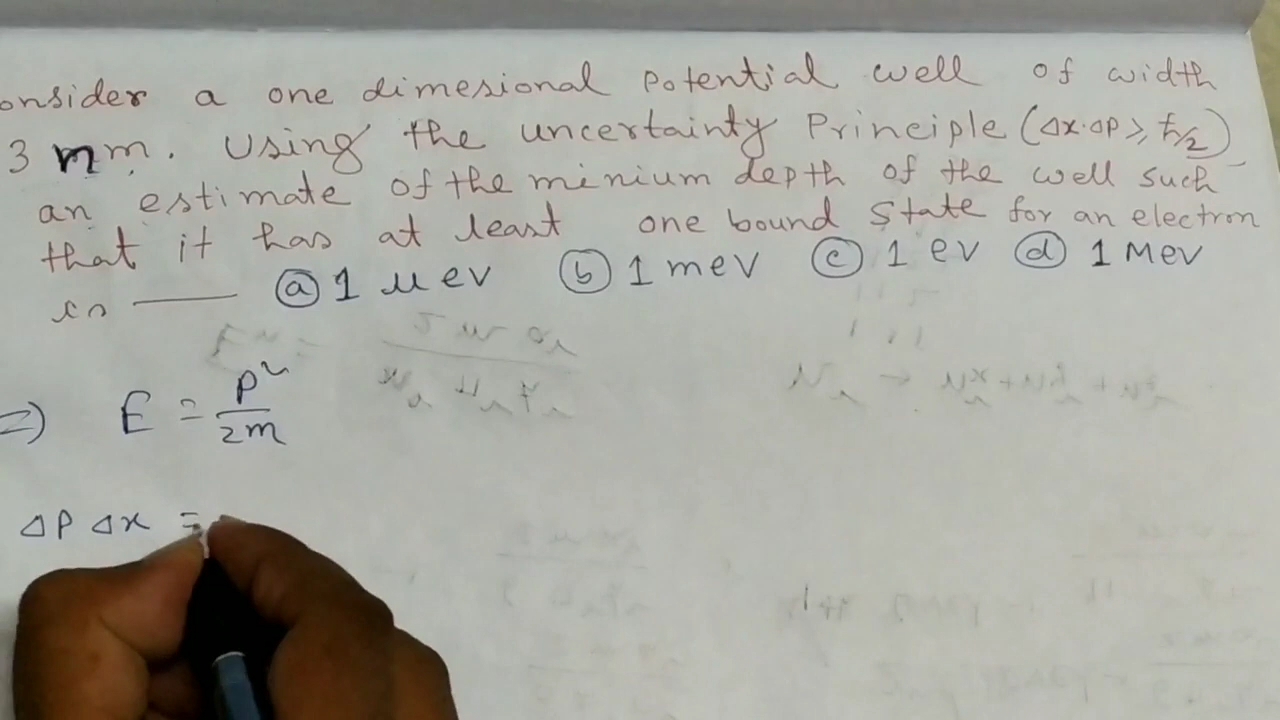 onsider a one dimesional potential well of width
3 nm. Using the uncertainty Principle (Δx·Δp ≥ ħ/2)
an estimate of the minium depth of the well such
that it has at least one bound state for an electron
is —— (a) 1 μev (b) 1 mev (c) 1 ev (d) 1 Mev
=) E = p²/2m
ΔP Δx =